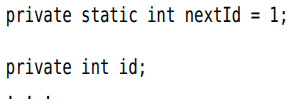 private static int nextId = 1;
private int id;
. . .